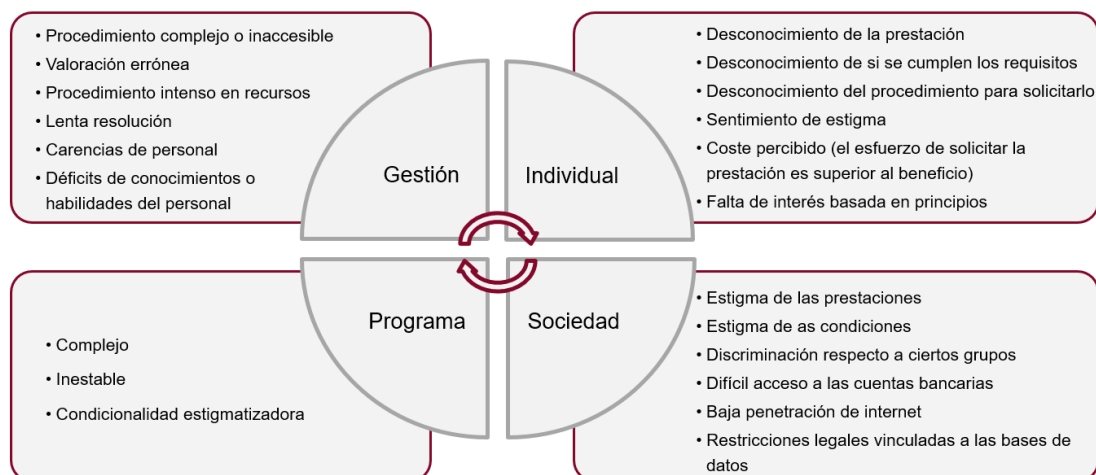 • Procedimiento complejo o inaccesible
• Valoración errónea
• Procedimiento intenso en recursos
• Lenta resolución
• Carencias de personal
• Déficits de conocimientos o
habilidades del personal
• Desconocimiento de la prestación
• Desconocimiento de si se cumplen los requisitos
• Desconocimiento del procedimiento para solicitarlo
• Sentimiento de estigma
• Coste percibido (el esfuerzo de solicitar la
prestación es superior al beneficio)
• Falta de interés basada en principios
Gestión
Individual
Programa
Sociedad
• Complejo
• Inestable
• Condicionalidad estigmatizadora
• Estigma de las prestaciones
• Estigma de as condiciones
• Discriminación respecto a ciertos grupos
• Difícil acceso a las cuentas bancarias
• Baja penetración de internet
• Restricciones legales vinculadas a las bases de
datos